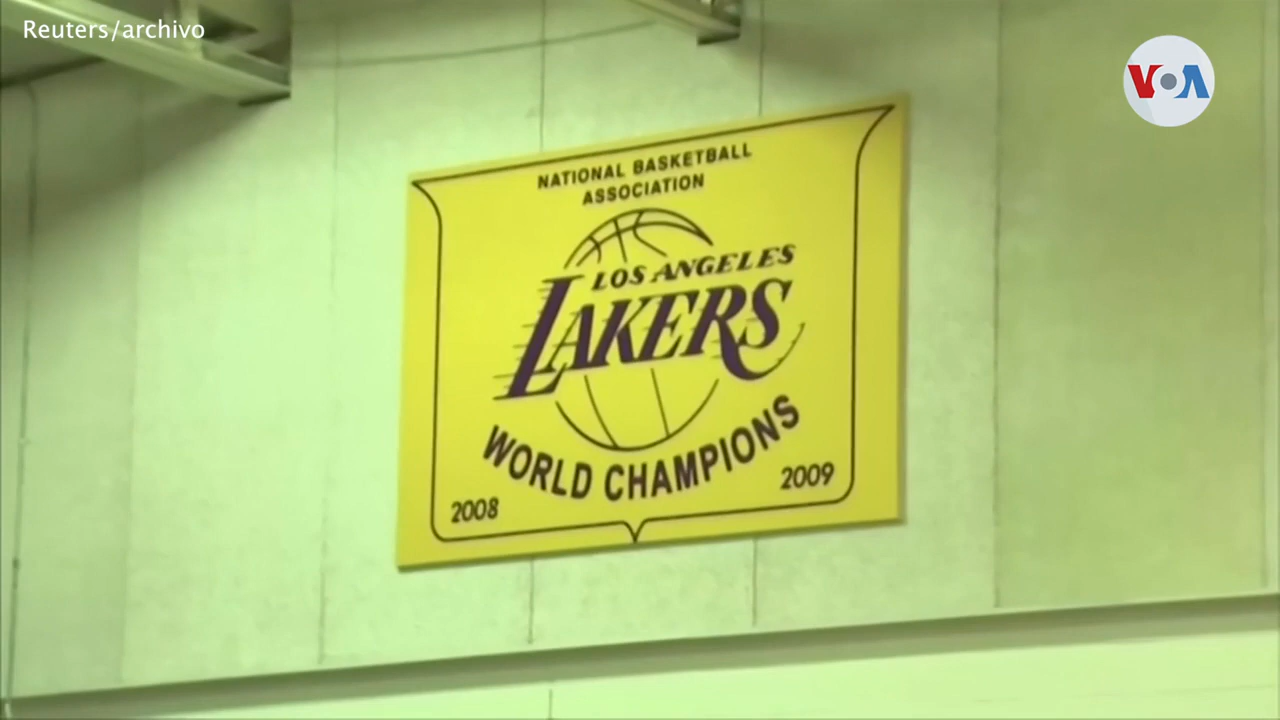 Reuters/archivo
VOA
NATIONAL BASKETBALL
ASSOCIATION
LOS ANGELES
LAKERS
WORLD CHAMPIONS
2008
2009